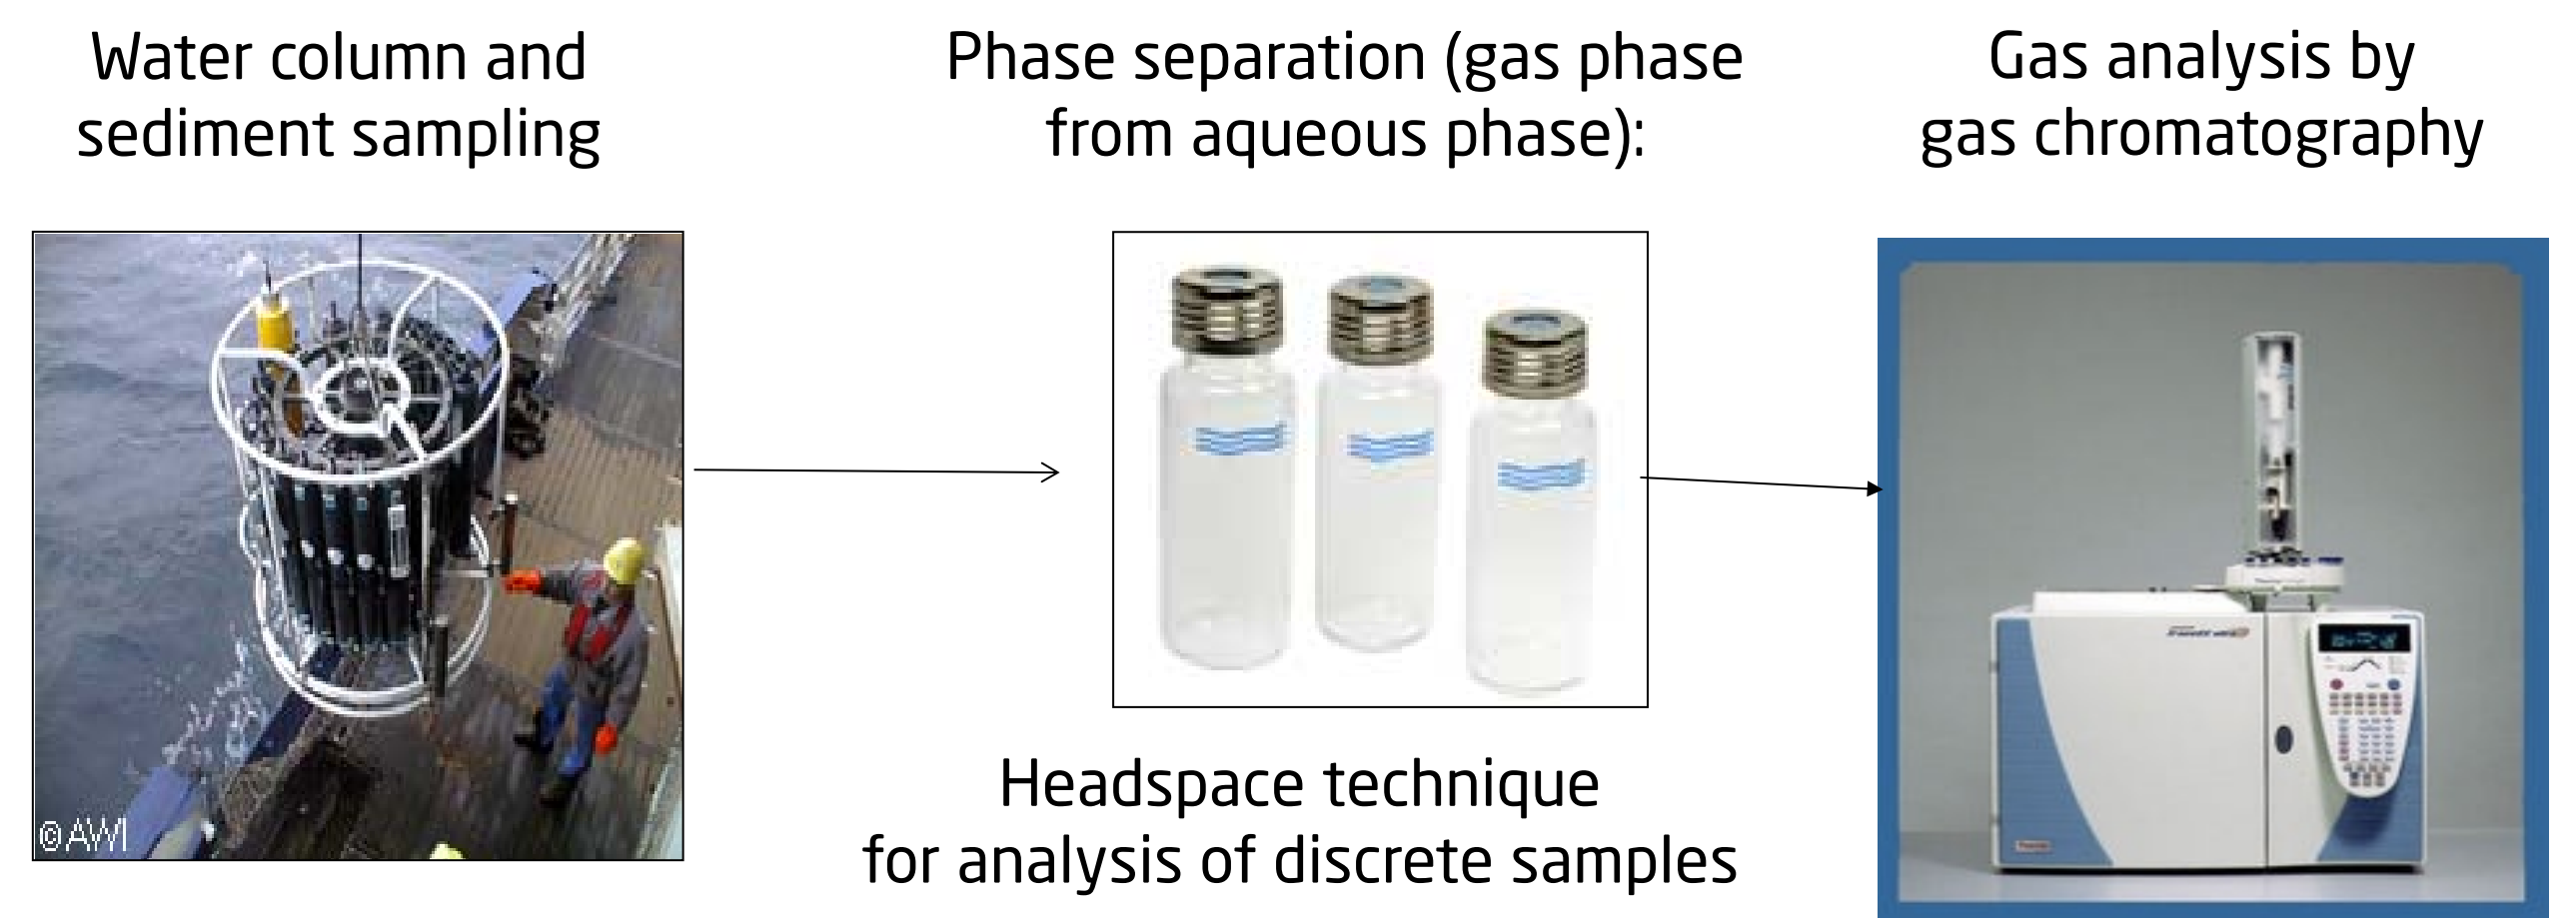 Water column and
sediment sampling
Phase separation (gas phase
from aqueous phase):
Gas analysis by
gas chromatography
©AWI
Headspace technique
for analysis of discrete samples